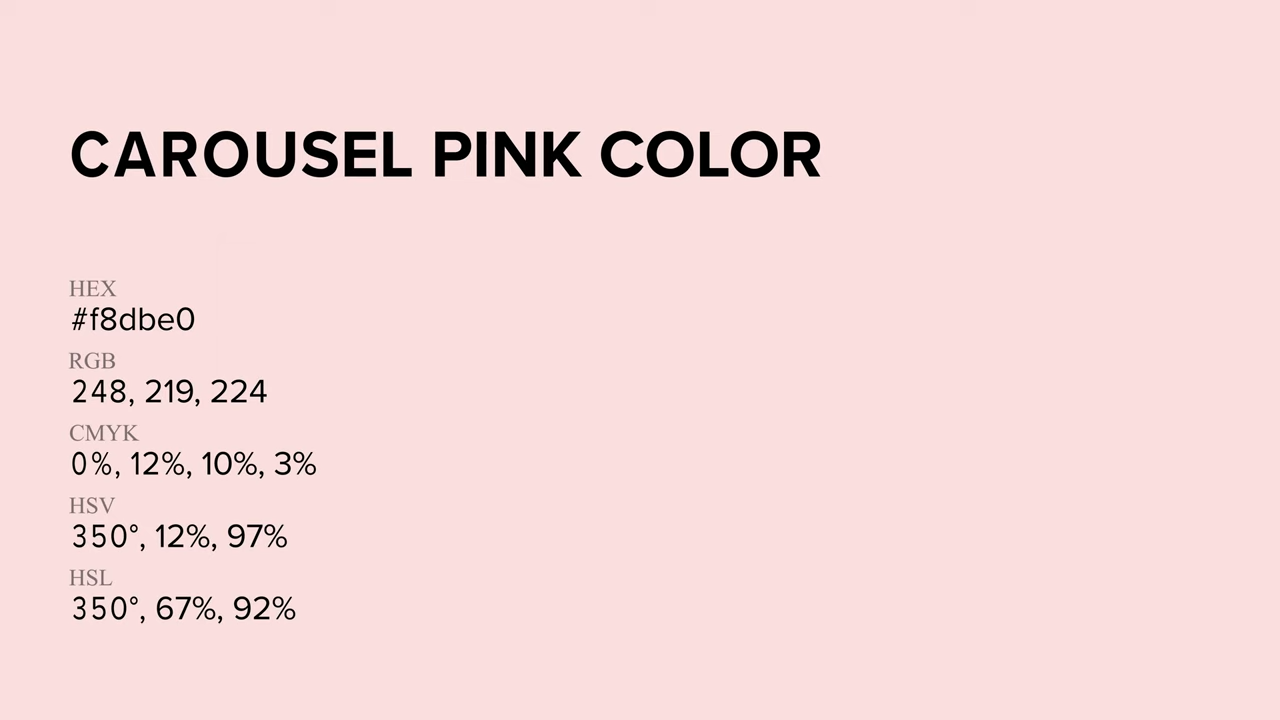 CAROUSEL PINK COLOR
HEX
#f8dbe0
RGB
248, 219, 224
CMYK
0%, 12%, 10%, 3%
HSV
350°, 12%, 97%
HSL
350°, 67%, 92%